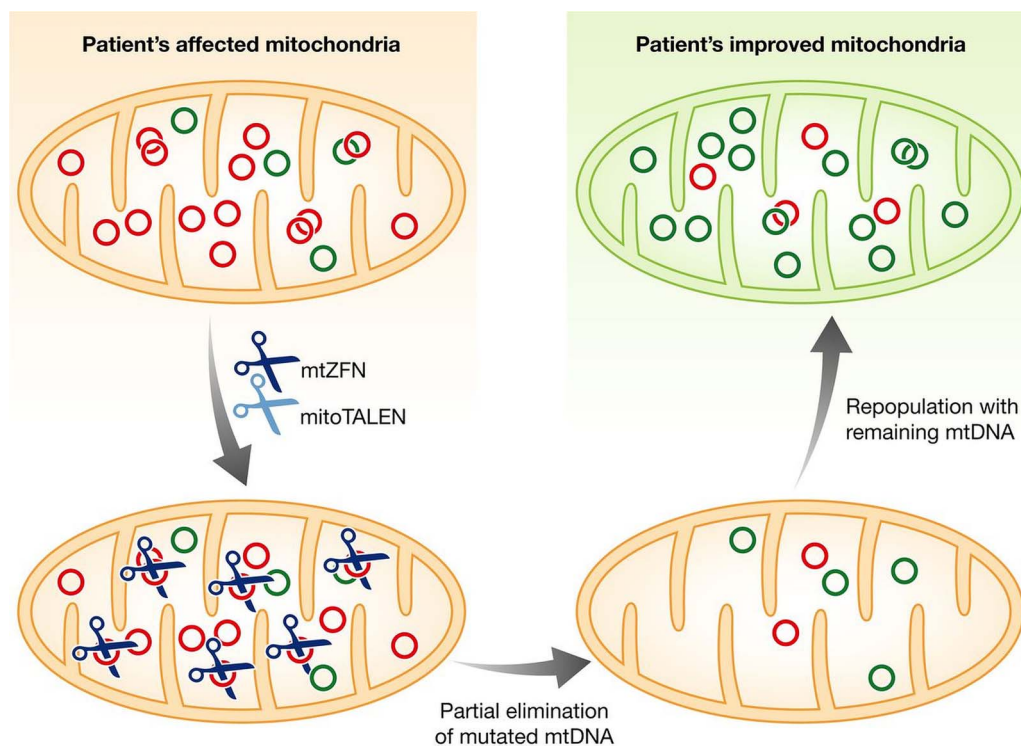 Patient's affected mitochondria
Patient's improved mitochondria
mtZFN
mitoTALEN
Repopulation with
remaining mtDNA
Partial elimination
of mutated mtDNA